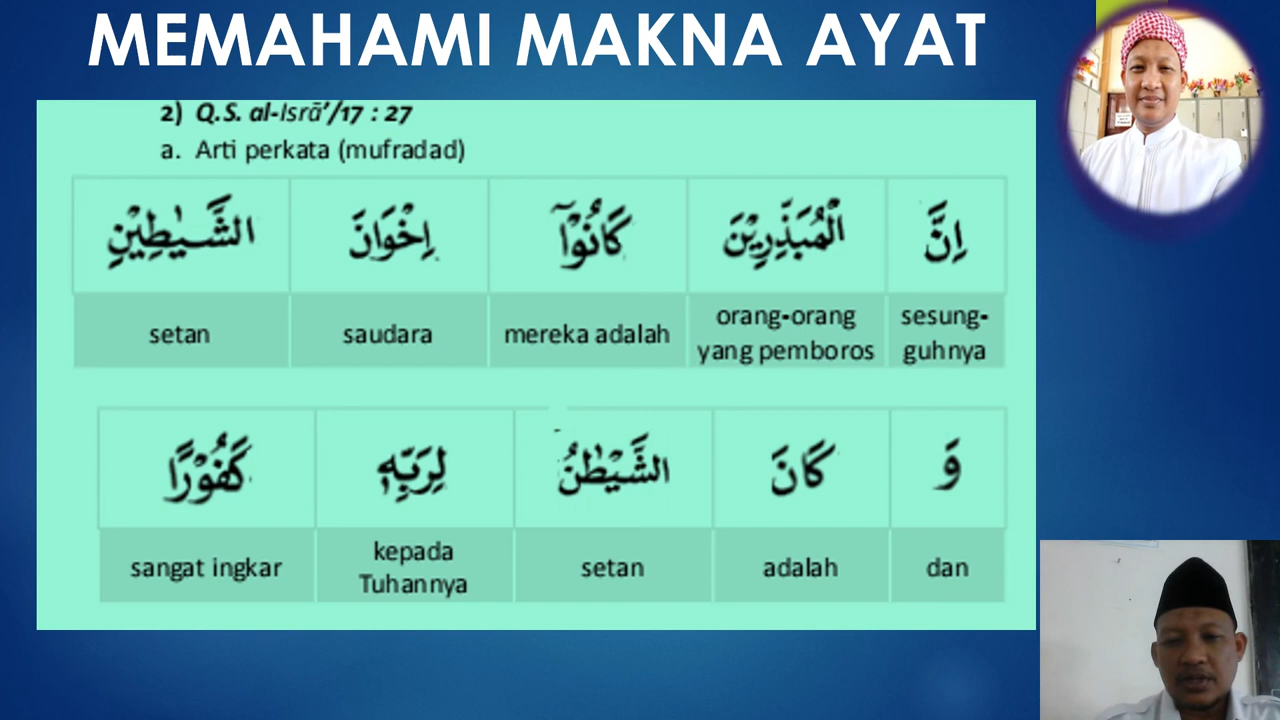 MEMAHAMI MAKNA AYAT
2) Q.S. al-Isrā'/17 : 27
a. Arti perkata (mufradad)
اِنَّ الْمُبَذِّرِيْنَ كَانُوْٓا اِخْوَانَ الشَّيٰطِيْنِ
setan saudara mereka adalah orang-orang yang pemboros sesung-guhnya
وَ كَانَ الشَّيْطٰنُ لِرَبِّهٖ كَفُوْرًا
sangat ingkar kepada Tuhannya setan adalah dan